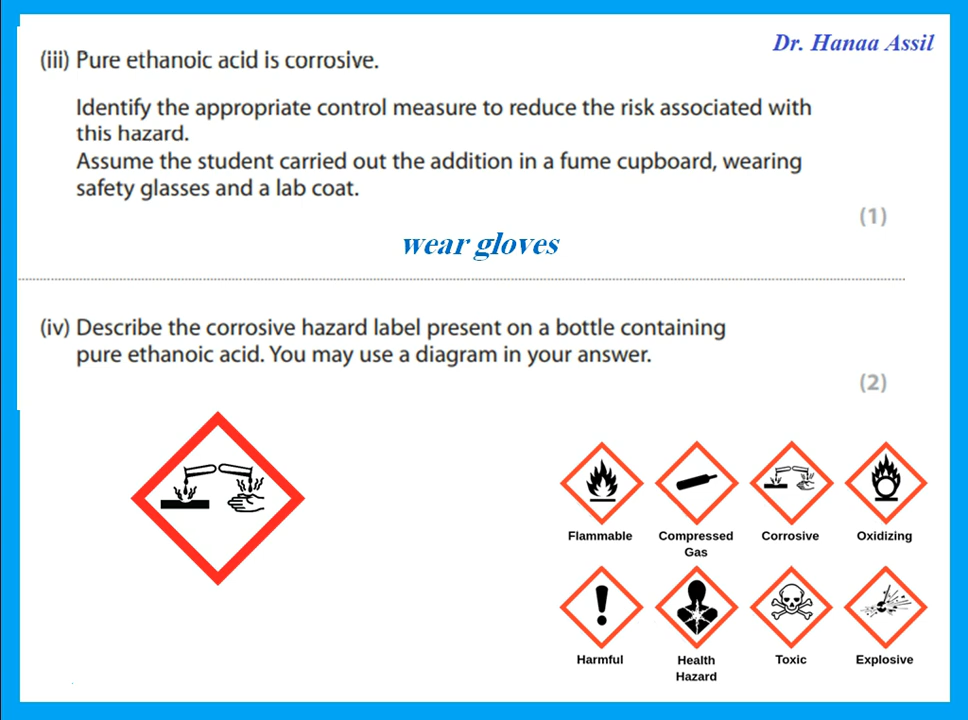 Dr. Hanaa Assil
(iii) Pure ethanoic acid is corrosive.
Identify the appropriate control measure to reduce the risk associated with
this hazard.
Assume the student carried out the addition in a fume cupboard, wearing
safety glasses and a lab coat.
(1)
wear gloves
(iv) Describe the corrosive hazard label present on a bottle containing
pure ethanoic acid. You may use a diagram in your answer.
(2)
Flammable
Compressed
Gas
Corrosive
Oxidizing
Harmful
Health
Hazard
Toxic
Explosive